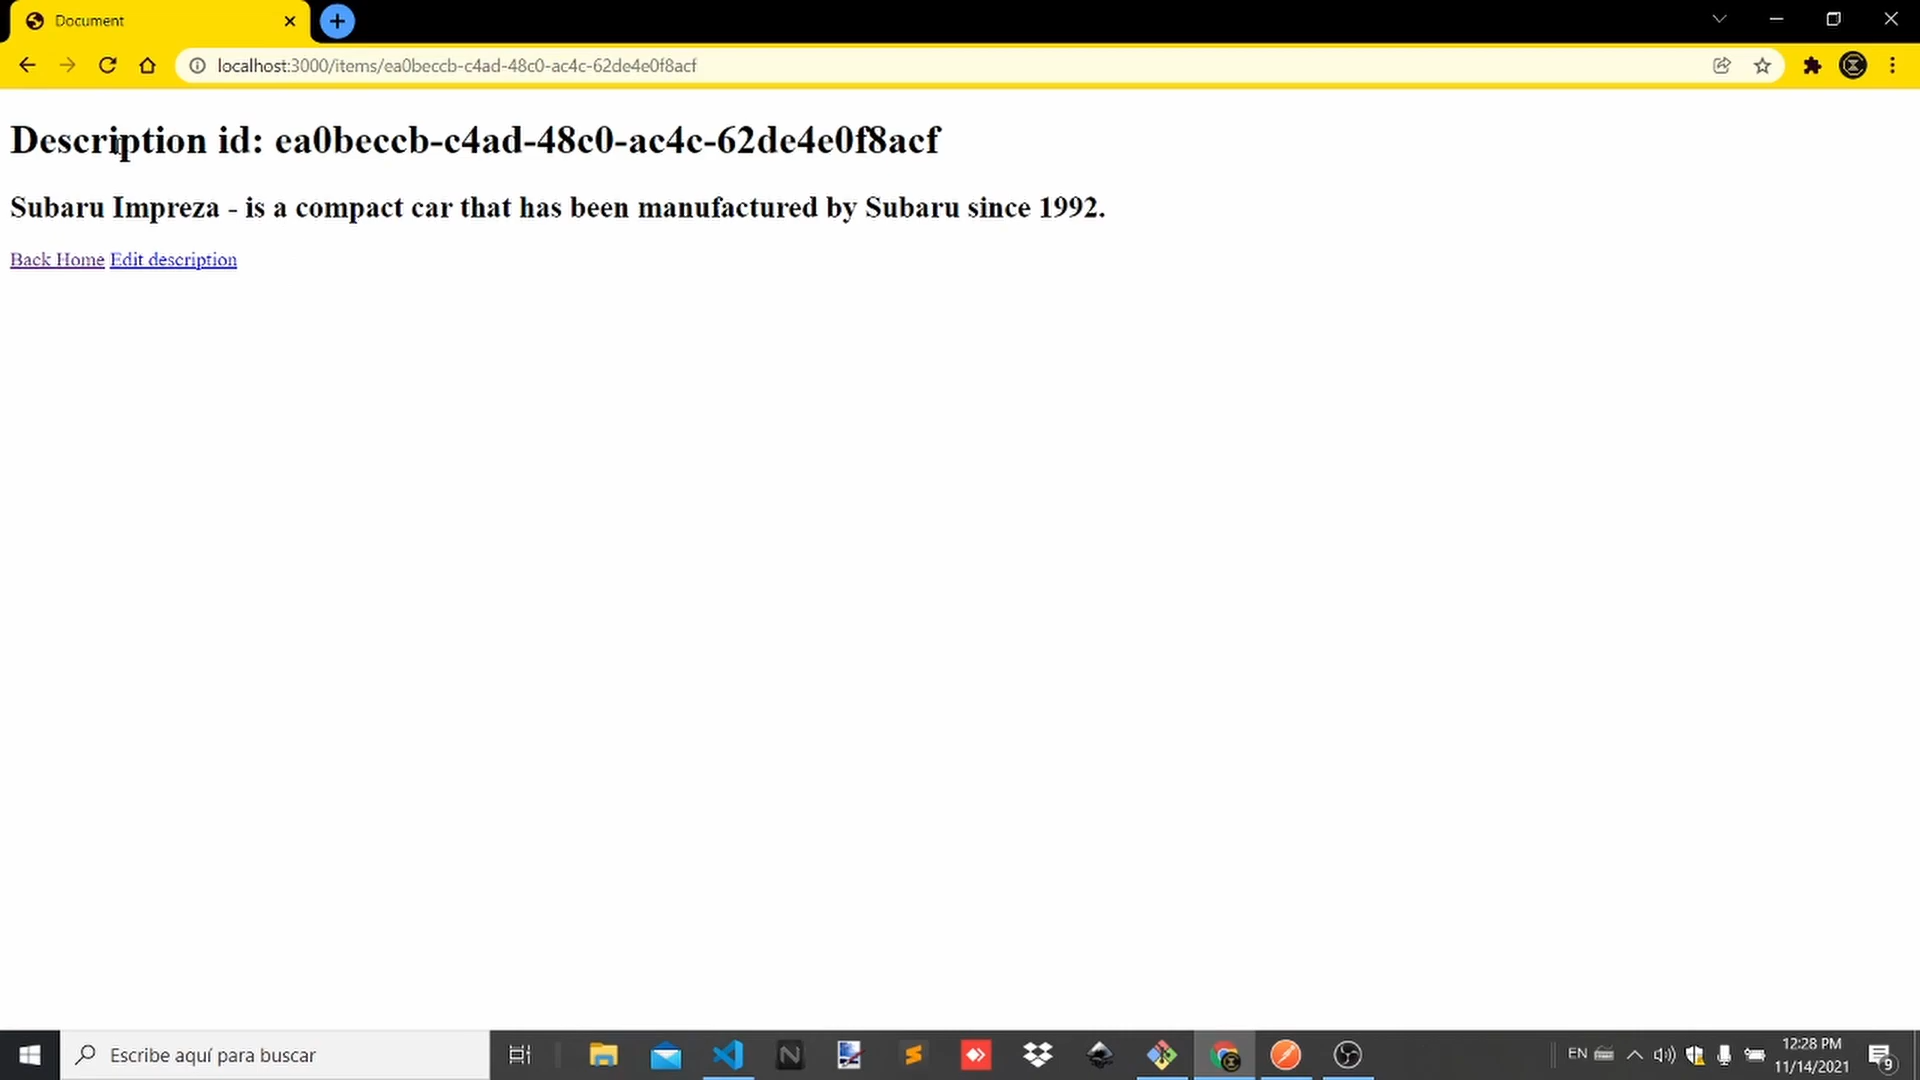 Document
localhost:3000/items/ea0beccb-c4ad-48c0-ac4c-62de4e0f8acf
Description id: ea0beccb-c4ad-48c0-ac4c-62de4e0f8acf
Subaru Impreza - is a compact car that has been manufactured by Subaru since 1992.
Back Home Edit description
Escribe aquí para buscar
EN
12:28 PM
11/14/2021
9